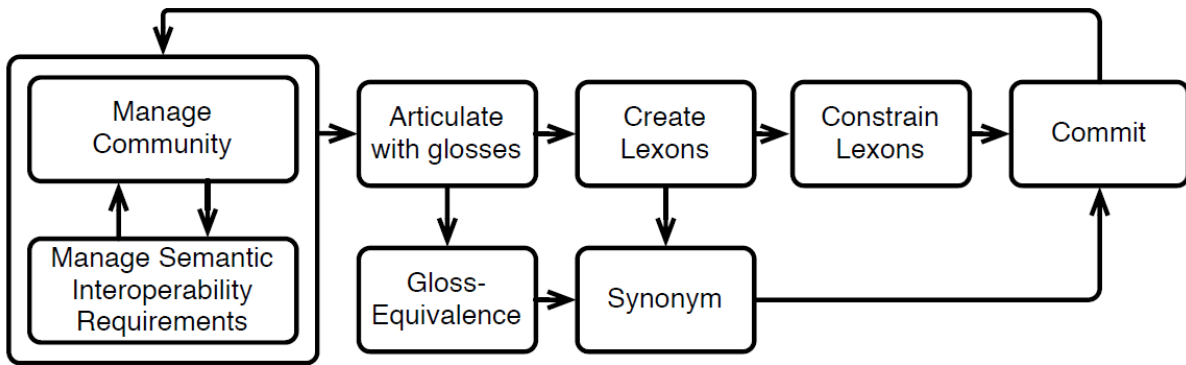 Manage
Community
Manage Semantic
Interoperability
Requirements
Articulate
with glosses
Create
Lexons
Constrain
Lexons
Commit
Gloss-
Equivalence
Synonym